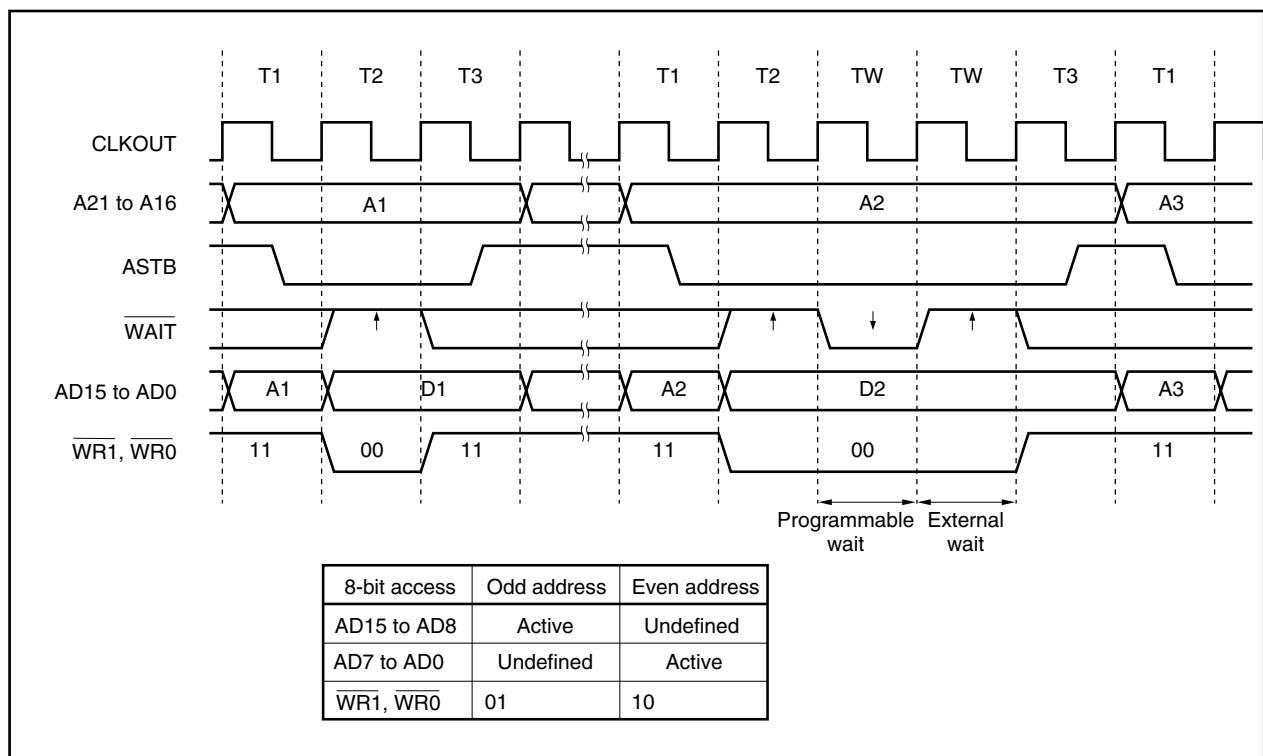 T1 T2 T3 T1 T2 TW TW T3 T1
CLKOUT
A21 to A16 A1 A2 A3
ASTB
WAIT
AD15 to AD0 A1 D1 A2 D2 A3
WR1, WR0 11 00 11 11 00 11
Programmable wait
External wait
8-bit access Odd address Even address
AD15 to AD8 Active Undefined
AD7 to AD0 Undefined Active
WR1, WR0 01 10